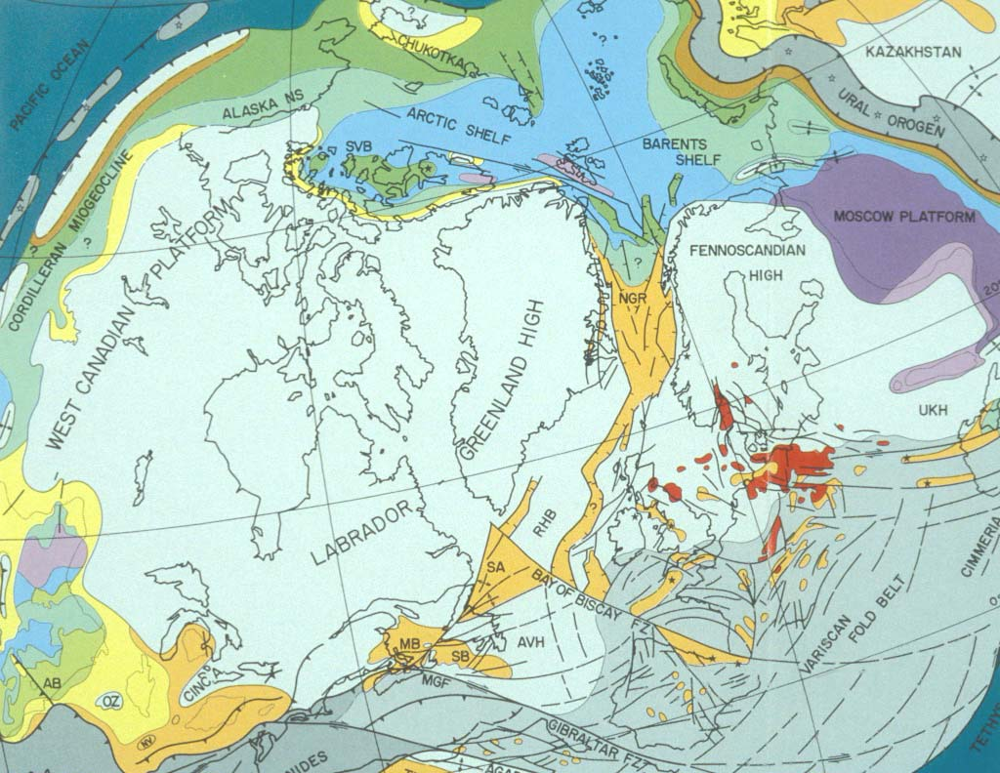 CHUKOTKA
KAZAKHSTAN
PACIFIC OCEAN
?
ALASKA NS
ARCTIC SHELF
URAL OROGEN
SVB
BARENTS
SHELF
CORDILLERAN MIOGEOCLINE
?
MOSCOW PLATFORM
FENNOSCANDIAN
HIGH
?
?
WEST CANADIAN PLATFORM
NGR
GREENLAND HIGH
UKH
?
LABRADOR
RHB
SA
BAY OF BISCAY FZ
CIMMERIA
VARISCAN
FOLD BELT
MB
SB
AVH
MGF
CINC A
AB
OZ
NV
GIBRALTAR FZ
TETHYS